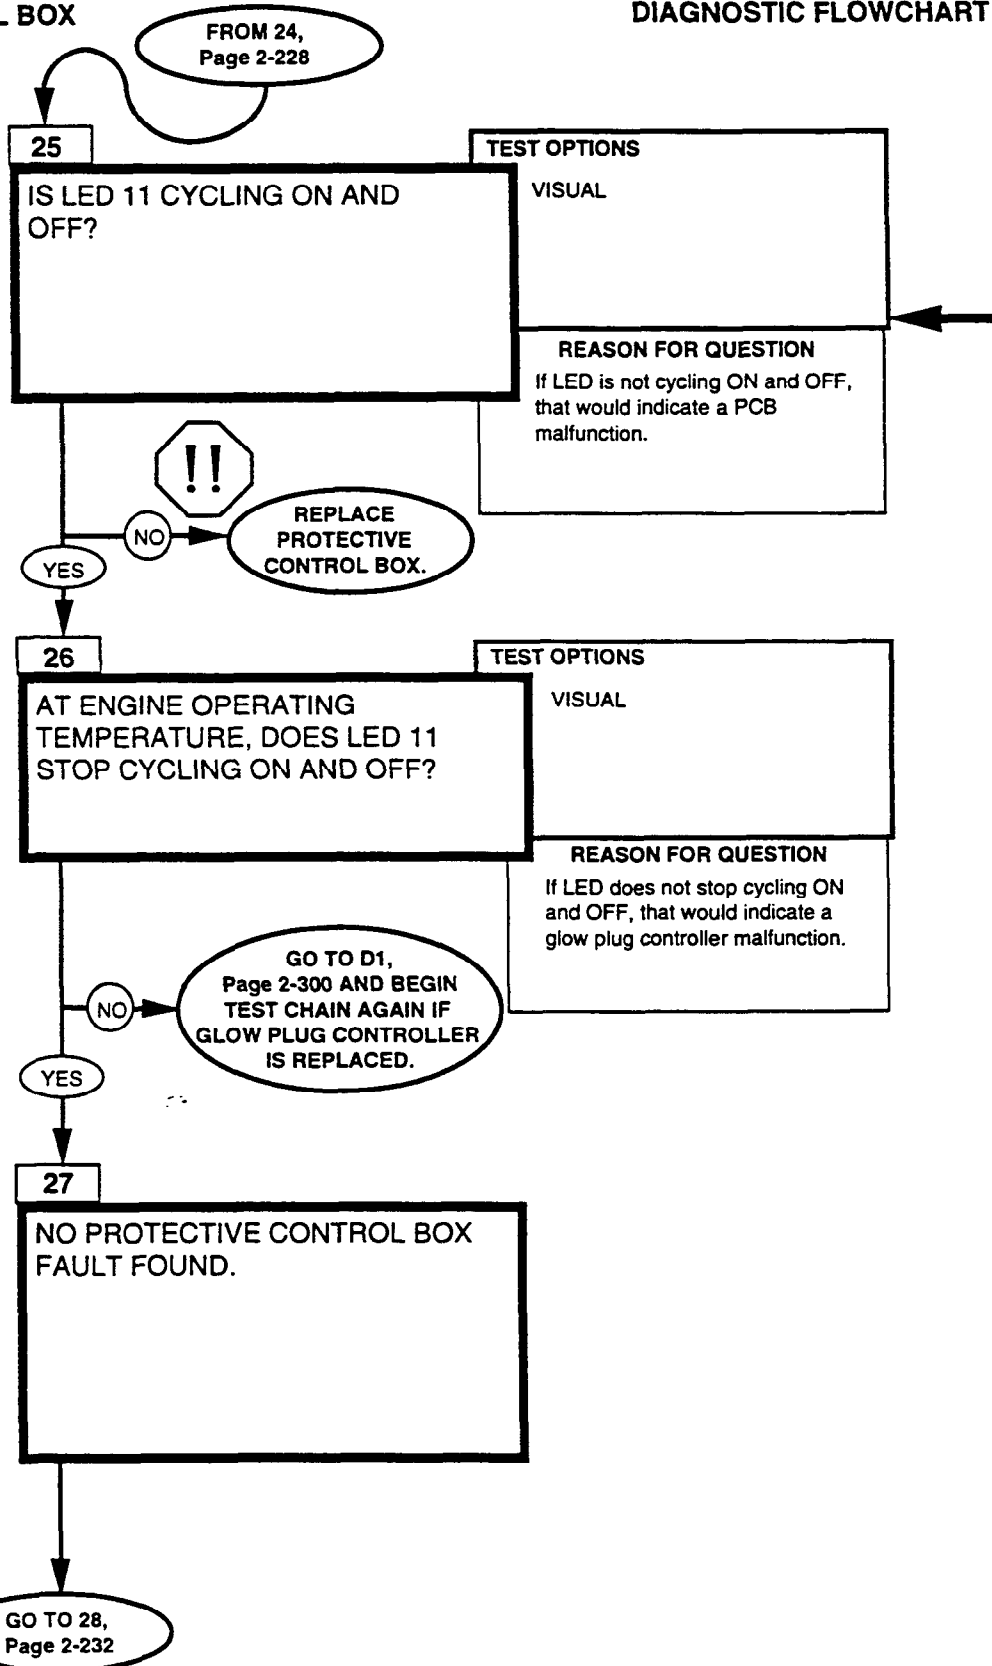 L BOX
DIAGNOSTIC FLOWCHART
FROM 24,
Page 2-228
25
IS LED 11 CYCLING ON AND
OFF?
TEST OPTIONS
VISUAL
REASON FOR QUESTION
If LED is not cycling ON and OFF,
that would indicate a PCB
malfunction.
!!
NO
REPLACE
PROTECTIVE
CONTROL BOX.
YES
26
AT ENGINE OPERATING
TEMPERATURE, DOES LED 11
STOP CYCLING ON AND OFF?
TEST OPTIONS
VISUAL
REASON FOR QUESTION
If LED does not stop cycling ON
and OFF, that would indicate a
glow plug controller malfunction.
NO
GO TO D1,
Page 2-300 AND BEGIN
TEST CHAIN AGAIN IF
GLOW PLUG CONTROLLER
IS REPLACED.
YES
27
NO PROTECTIVE CONTROL BOX
FAULT FOUND.
GO TO 28,
Page 2-232